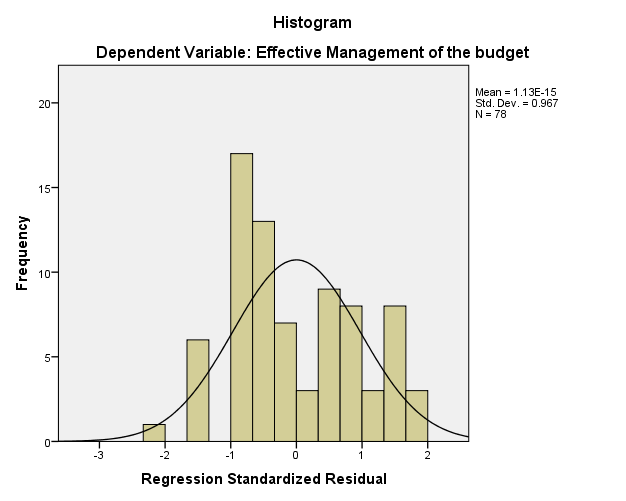 Histogram
Dependent Variable: Effective Management of the budget
Mean = 1.13E-15
Std. Dev. = 0.967
N = 78
Frequency
20
15
10
5
0
-3 -2 -1 0 1 2
Regression Standardized Residual